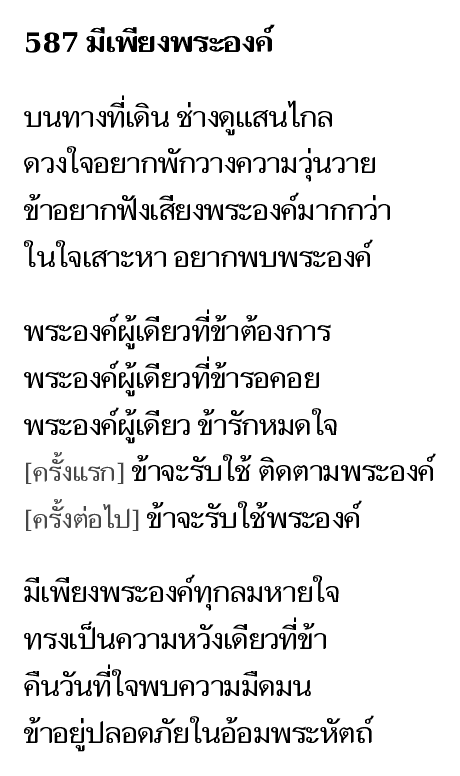 587 มีเพียงพระองค์
บนทางที่เดิน ช่างดูแสนไกล
ดวงใจอยากพักวางความวุ่นวาย
ข้าอยากฟังเสียงพระองค์มากกว่า
ในใจเสาะหา อยากพบพระองค์
พระองค์ผู้เดียวที่ข้าต้องการ
พระองค์ผู้เดียวที่ข้ารอคอย
พระองค์ผู้เดียว ข้ารักหมดใจ
[ครั้งแรก] ข้าจะรับใช้ ติดตามพระองค์
[ครั้งต่อไป] ข้าจะรับใช้พระองค์
มีเพียงพระองค์ทุกลมหายใจ
ทรงเป็นความหวังเดียวที่ข้า
คืนวันที่ใจพบความมืดมน
ข้าอยู่ปลอดภัยในอ้อมพระหัตถ์